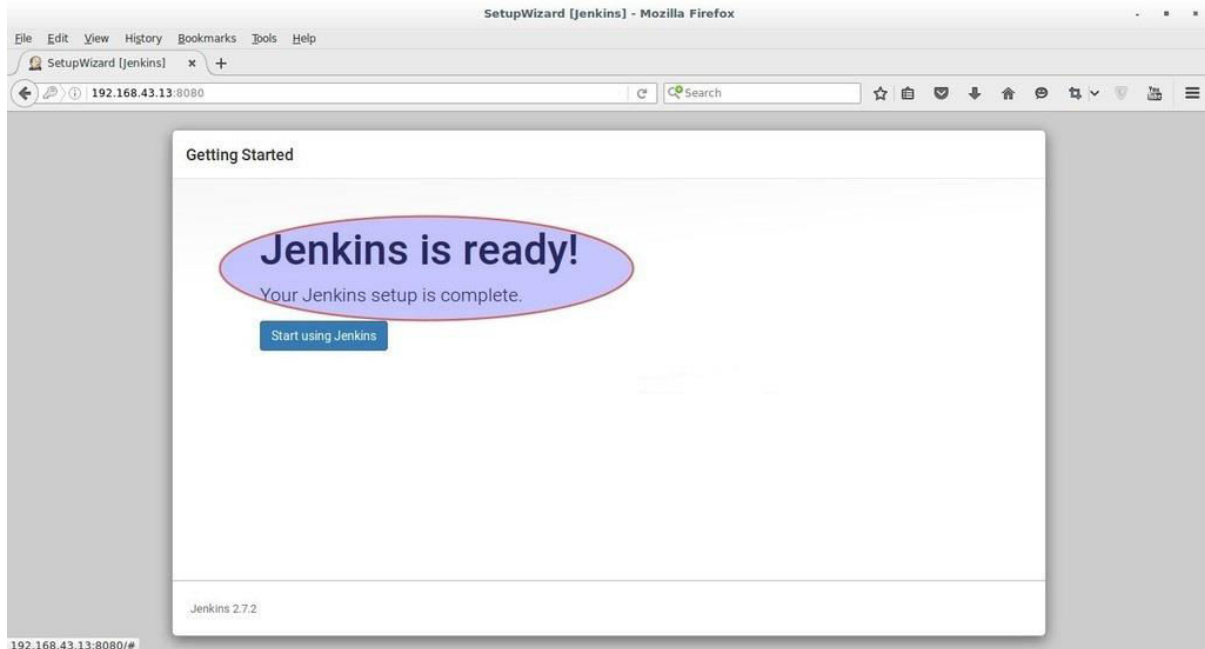 SetupWizard [Jenkins] - Mozilla Firefox
File Edit View History Bookmarks Tools Help
SetupWizard [Jenkins] × +
192.168.43.13:8080
Search
Getting Started
Jenkins is ready!
Your Jenkins setup is complete.
Start using Jenkins
Jenkins 2.7.2
192.168.43.13:8080/#